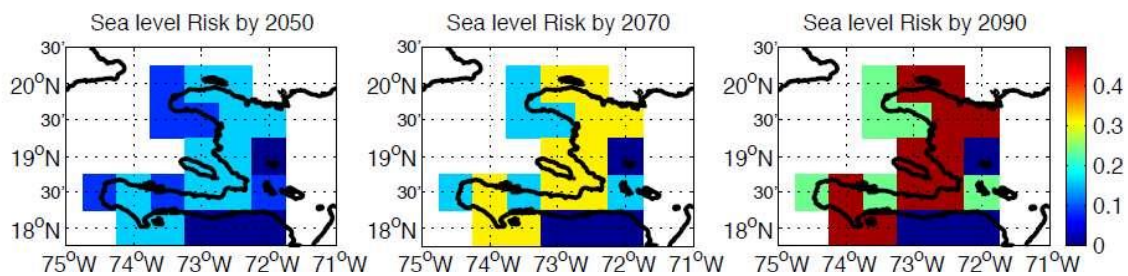 Sea level Risk by 2050
30'
20°N
30'
19°N
30'
18°N
75°W 74°W 73°W 72°W 71°W
Sea level Risk by 2070
30'
20°N
30'
19°N
30'
18°N
75°W 74°W 73°W 72°W 71°W
Sea level Risk by 2090
30'
20°N
30'
19°N
30'
18°N
75°W 74°W 73°W 72°W 71°W
0.4
0.3
0.2
0.1
0